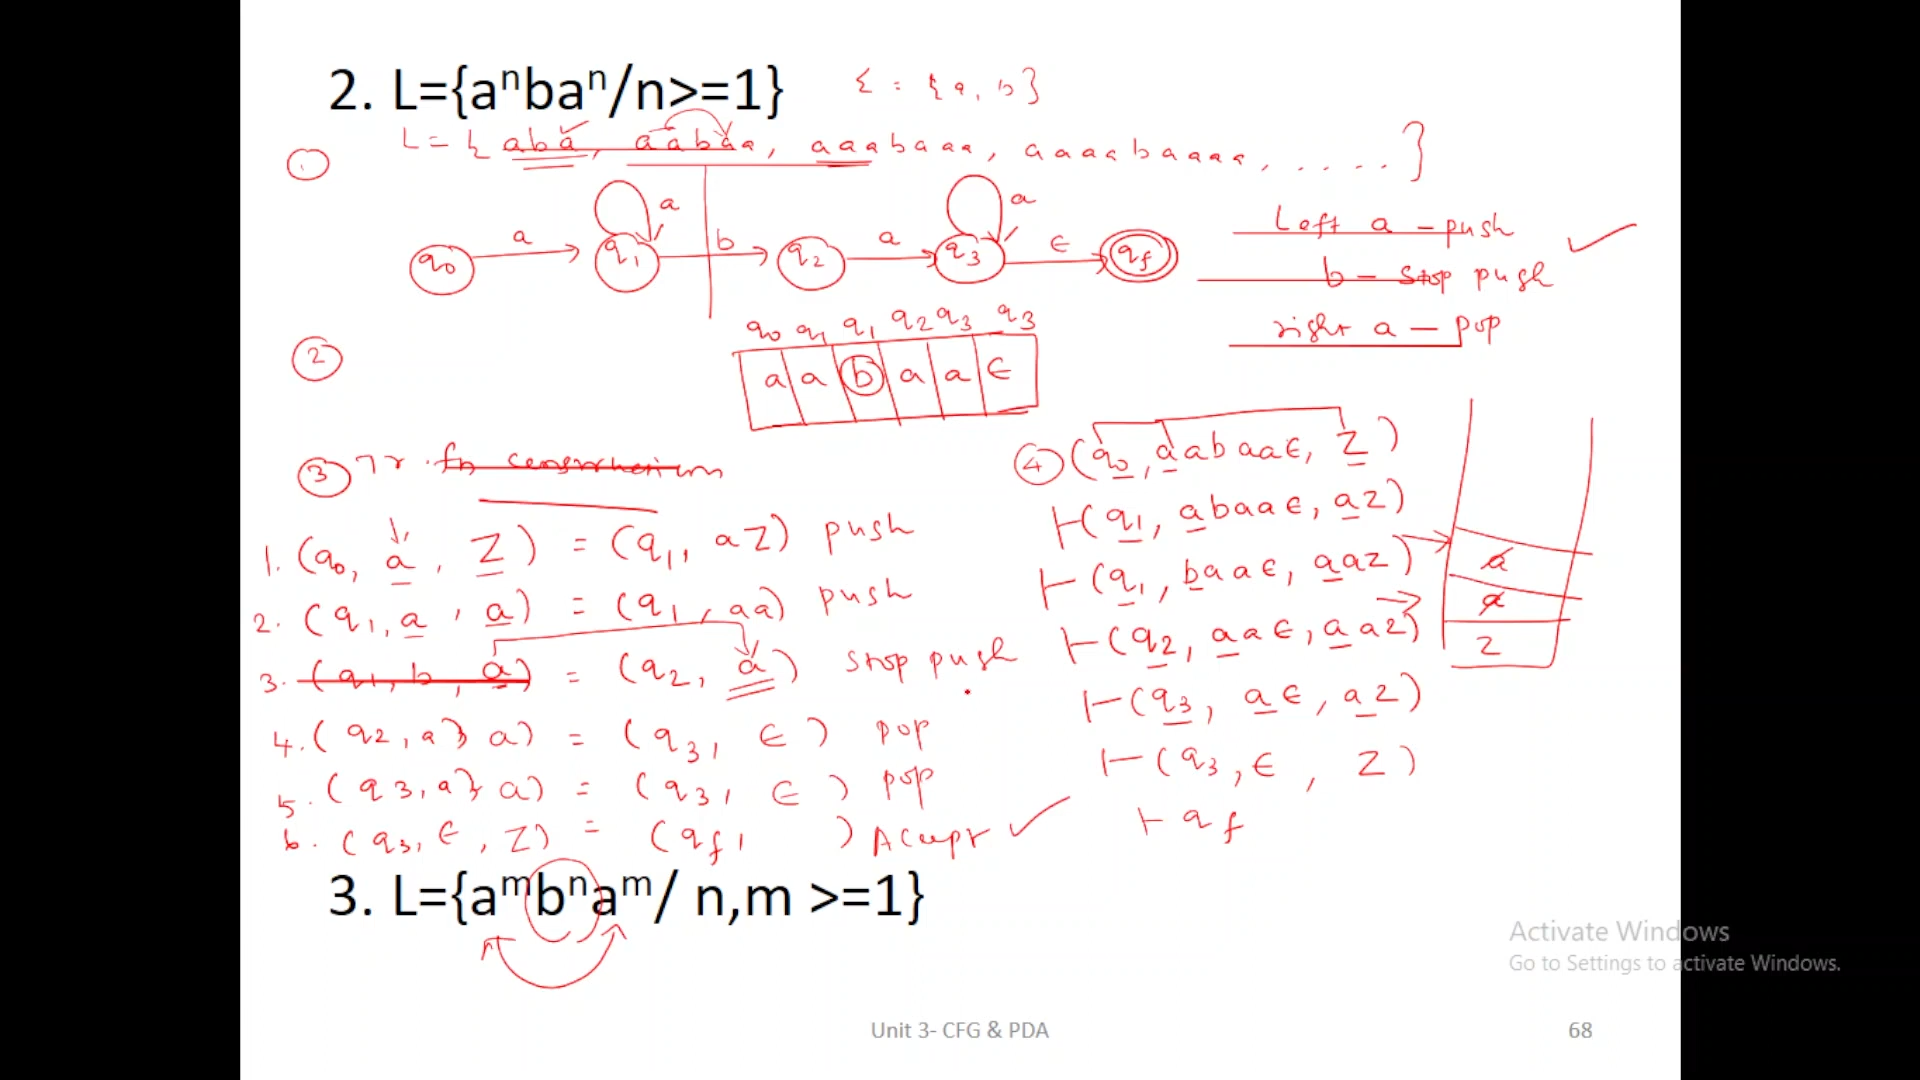 2. L={aⁿbaⁿ/n>=1} Σ = {a, b}
① L = { aba, aabaa, aaabaaa, aaaabaaaa, ..... }
a a
q0 a q1 b q2 a q3 ∈ qf
Left a - push
b - stop push
right a - pop
②
q0 q1 q1 q2 q3 q3
a a b a a ∈
③ Tr. fn construction
1. (q0, a, Z) = (q1, aZ) push
2. (q1, a, a) = (q1, aa) push
3. (q1, b, a) = (q2, a) stop push
4. (q2, a, a) = (q3, ∈) pop
5. (q3, a, a) = (q3, ∈) pop
6. (q3, ∈, Z) = (qf, ) Accept ✓
④ (q0, aabaa∈, Z)
⊢ (q1, abaa∈, aZ)
⊢ (q1, baa∈, aaz)
⊢ (q2, aa∈, aaz)
⊢ (q3, a∈, az)
⊢ (q3, ∈, Z)
⊢ qf
a
a
Z
3. L={aᵐbⁿaᵐ/ n,m >=1}
Activate Windows
Go to Settings to activate Windows.
Unit 3- CFG & PDA
68